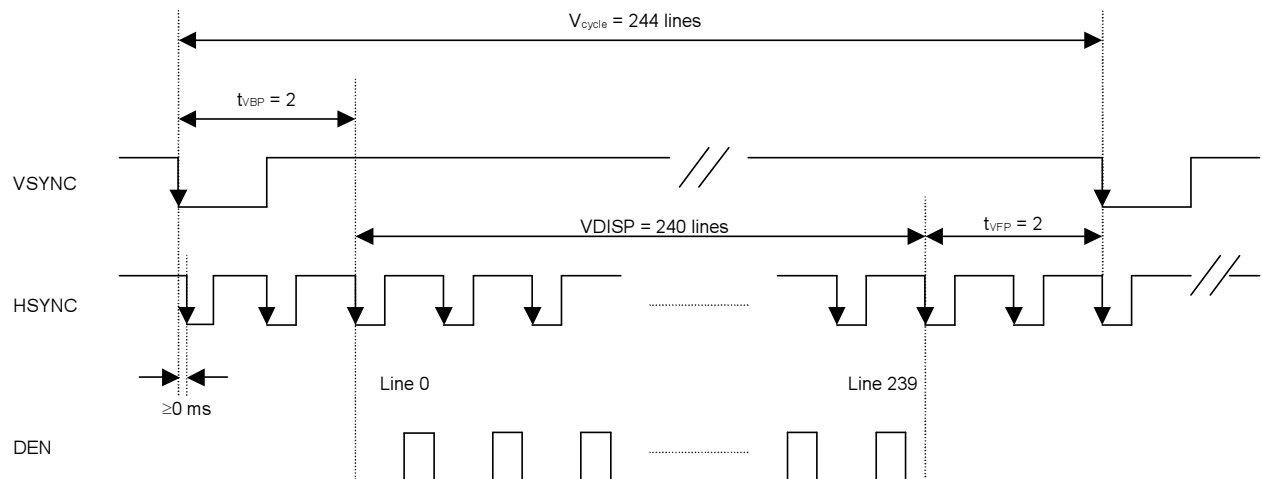 Vcycle = 244 lines
tVBP = 2
VSYNC
VDISP = 240 lines
tVFP = 2
HSYNC
Line 0
Line 239
≥0 ms
DEN